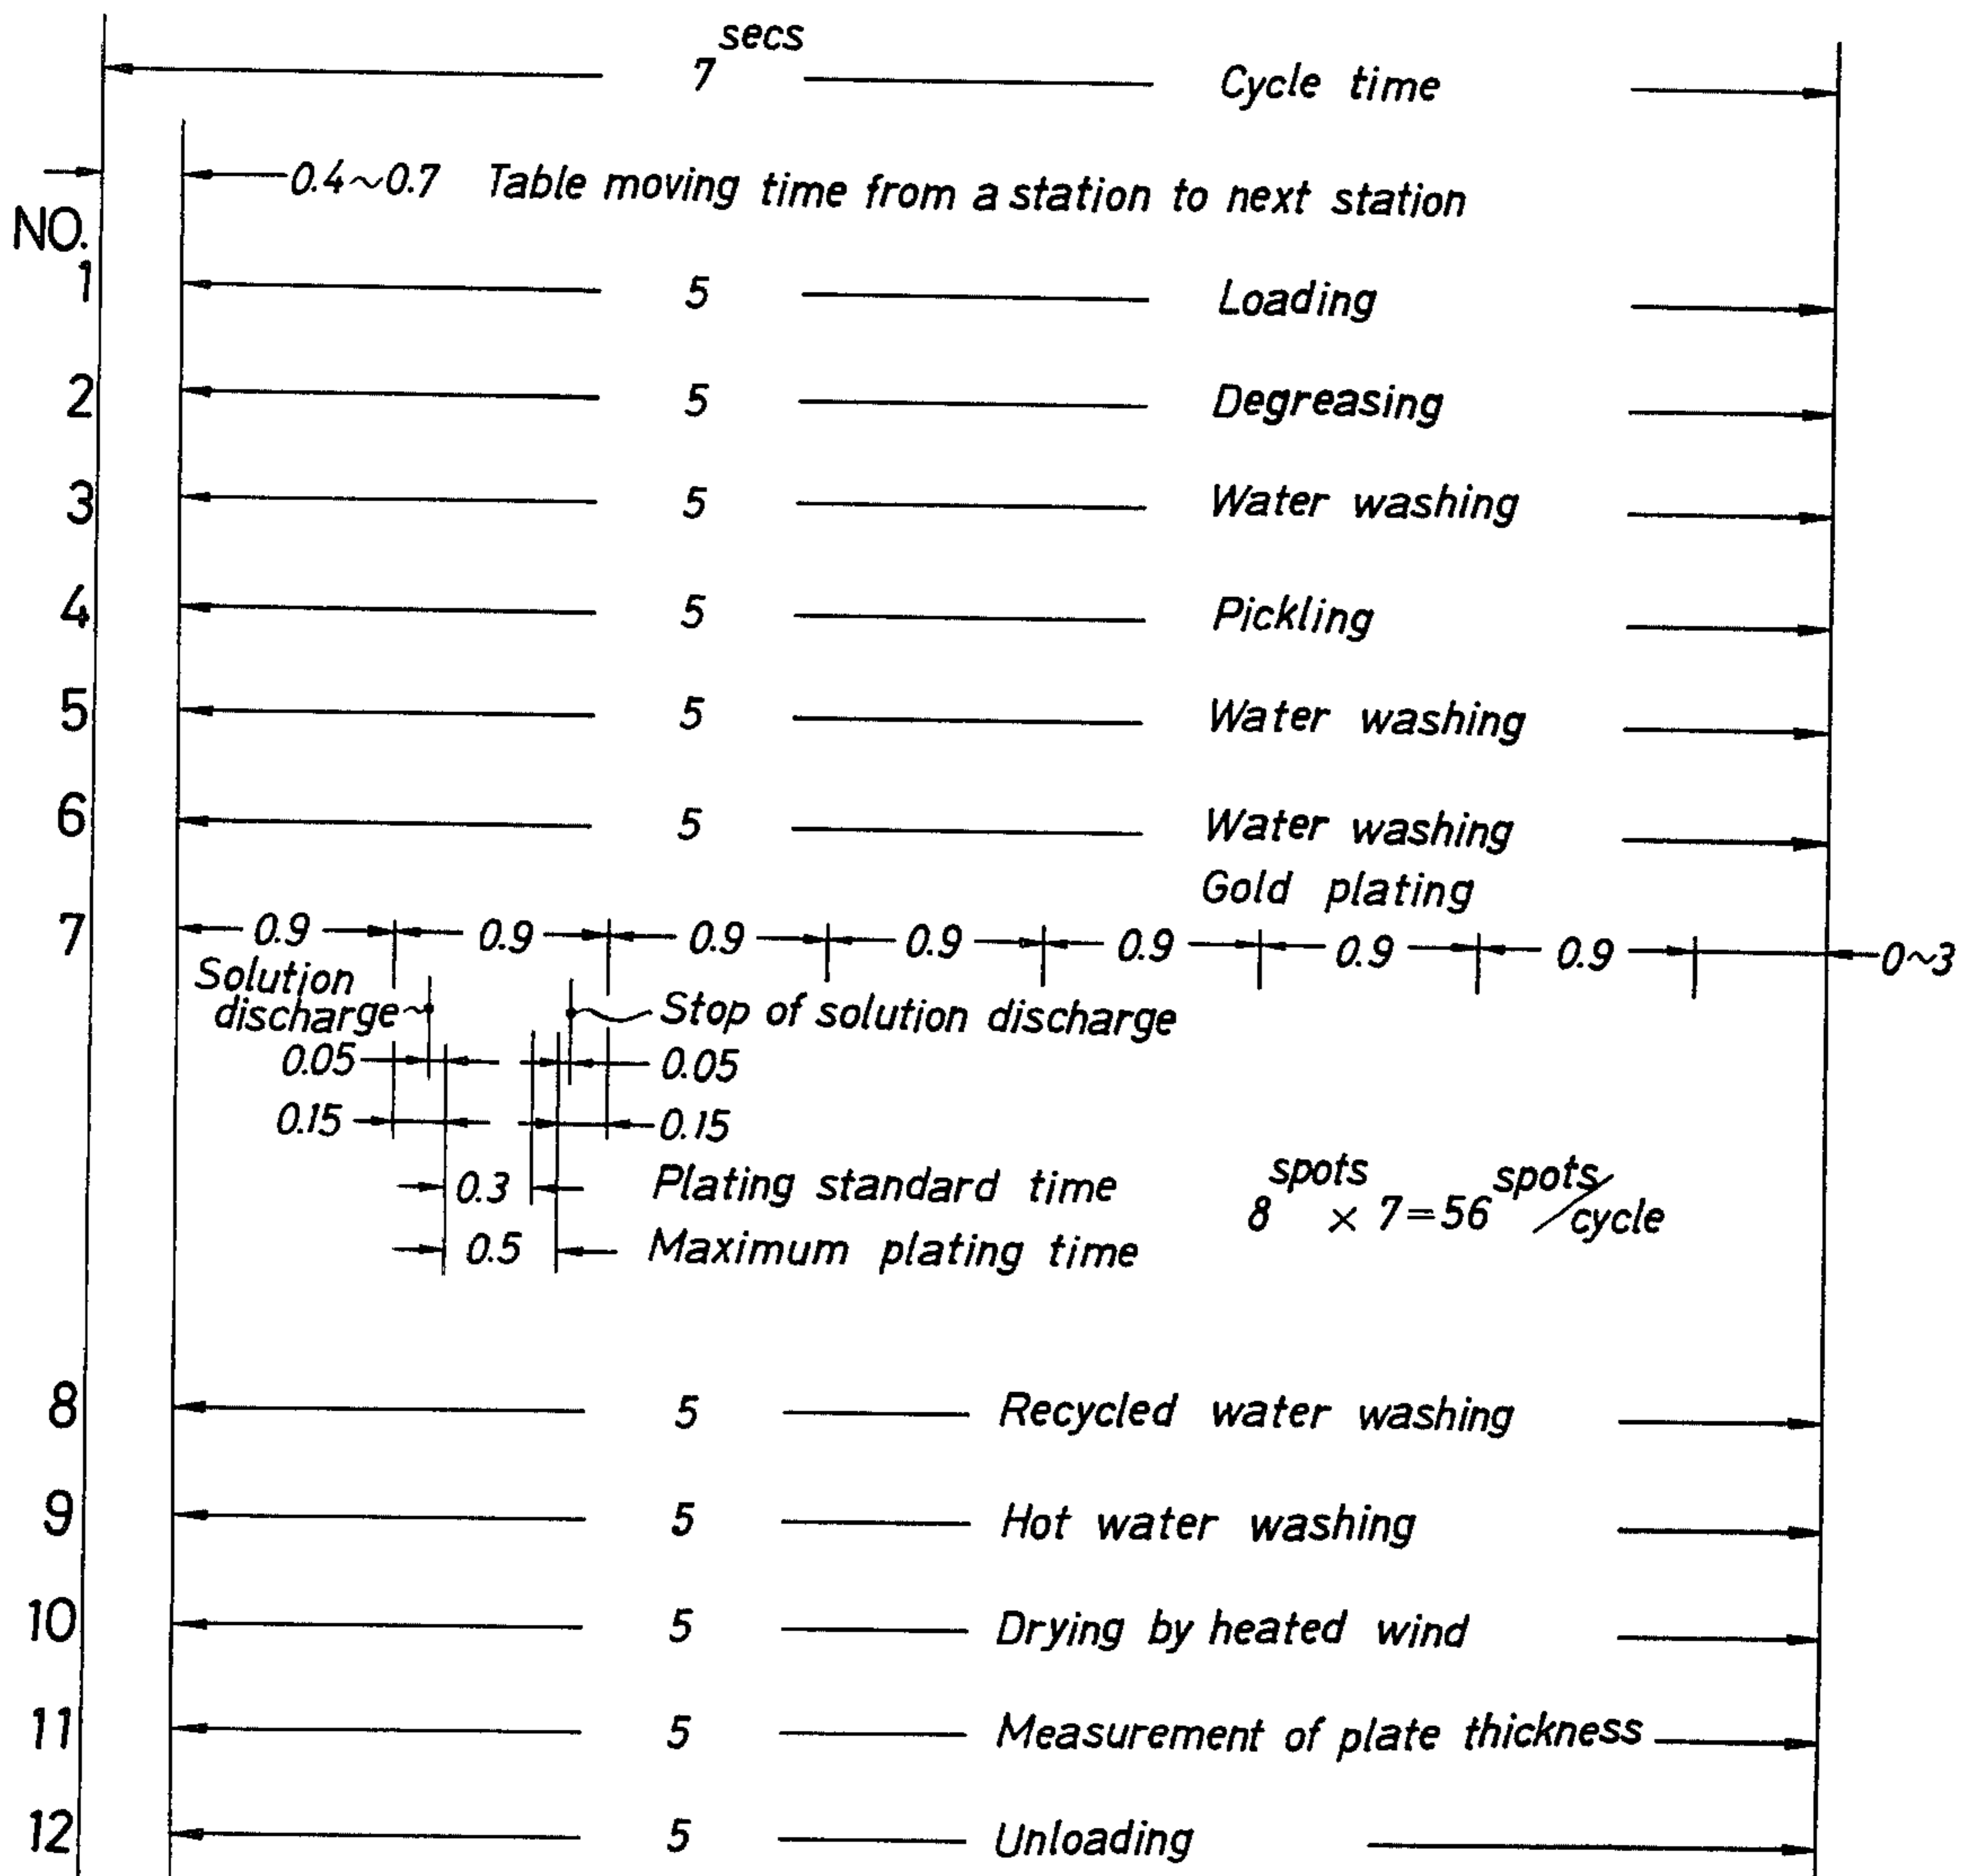 secs
7 Cycle time
0.4~0.7 Table moving time from a station to next station
NO.
1 5 Loading
2 5 Degreasing
3 5 Water washing
4 5 Pickling
5 5 Water washing
6 5 Water washing
Gold plating
7 0.9 0.9 0.9 0.9 0.9 0.9 0.9 0~3
Solution
discharge Stop of solution discharge
0.05 0.05
0.15 0.15
0.3 Plating standard time
0.5 Maximum plating time
spots spots/
8 × 7=56 cycle
8 5 Recycled water washing
9 5 Hot water washing
10 5 Drying by heated wind
11 5 Measurement of plate thickness
12 5 Unloading